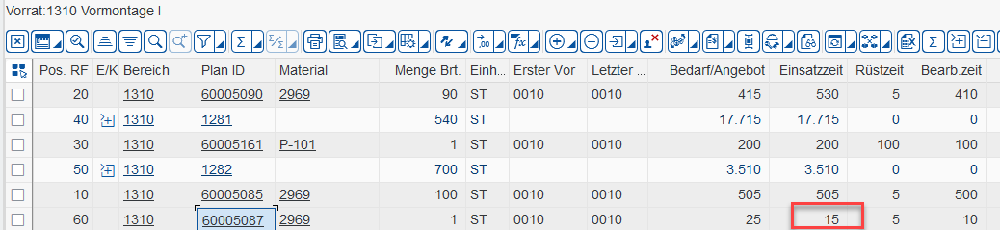 Vorrat:1310 Vormontage I
Pos. RF E/K Bereich Plan ID Material Menge Brt. Einh... Erster Vor Letzter ... Bedarf/Angebot Einsatzzeit Rüstzeit Bearb.zeit
20 1310 60005090 2969 90 ST 0010 0010 415 530 5 410
40 1310 1281 540 ST 17.715 17.715 0 0
30 1310 60005161 P-101 1 ST 0010 0010 200 200 100 100
50 1310 1282 700 ST 3.510 3.510 0 0
10 1310 60005085 2969 100 ST 0010 0010 505 505 5 500
60 1310 60005087 2969 1 ST 0010 0010 25 15 5 10